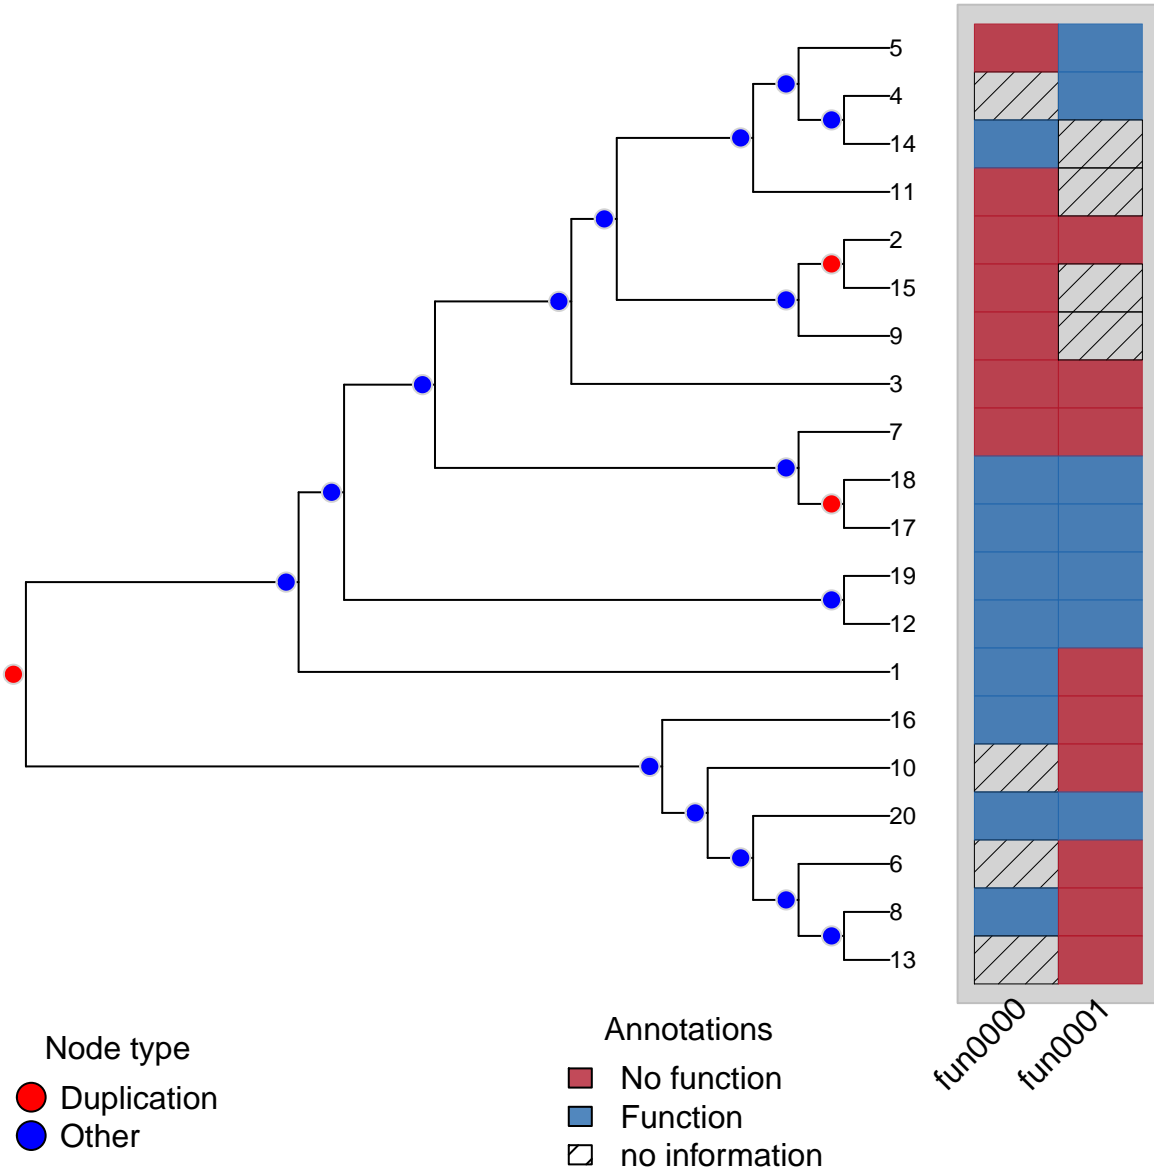 5
4
14
11
2
15
9
3
7
18
17
19
12
1
16
10
20
6
8
13
fun0000
fun0001
Node type
Duplication
Other
Annotations
No function
Function
no information